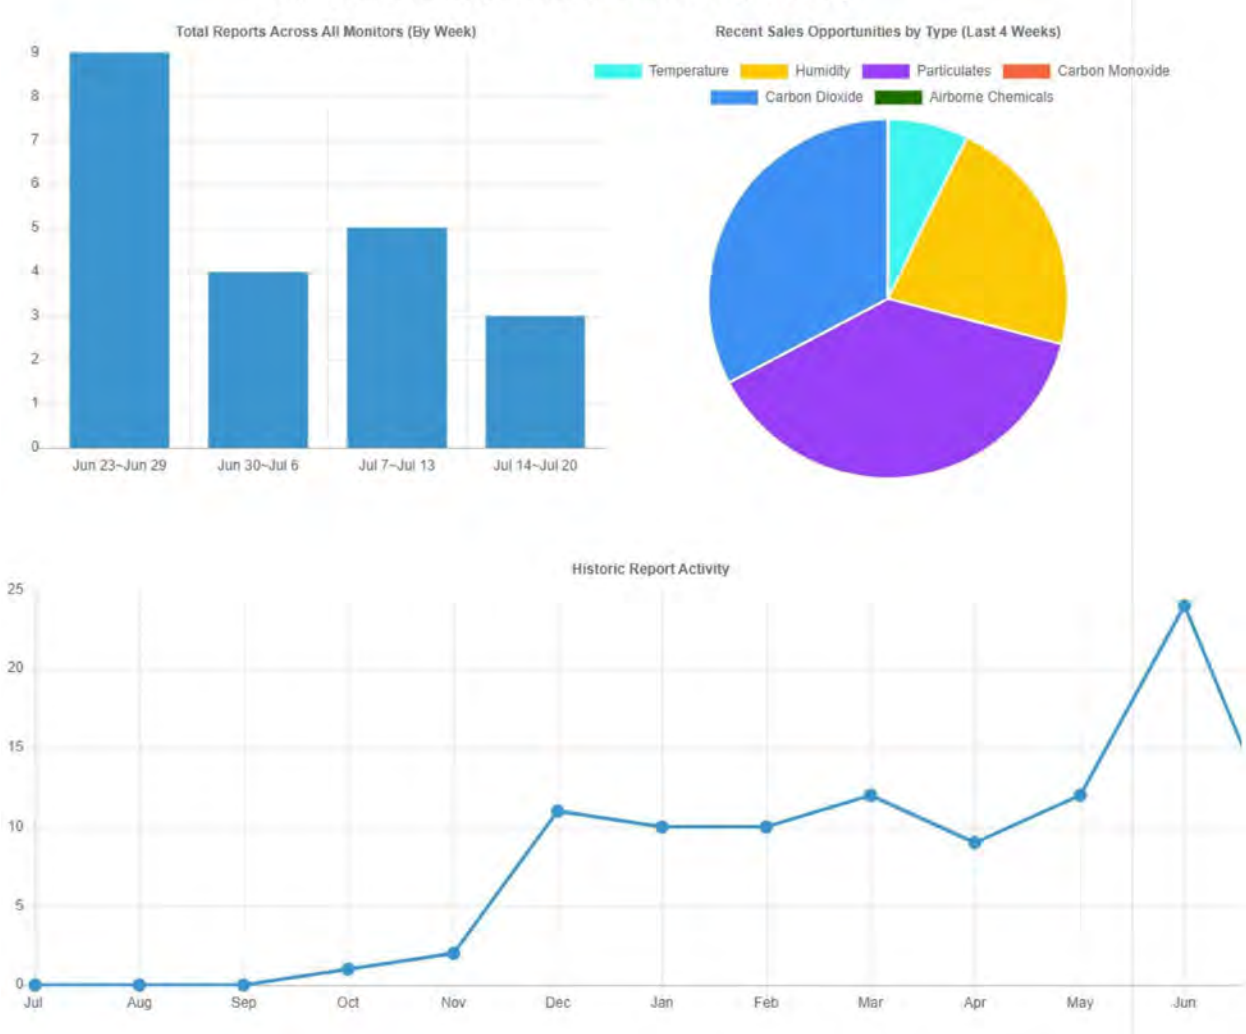 Total Reports Across All Monitors (By Week)
9
8
7
6
5
4
3
2
1
0
Jun 23~Jun 29 Jun 30~Jul 6 Jul 7~Jul 13 Jul 14~Jul 20
Recent Sales Opportunities by Type (Last 4 Weeks)
Temperature Humidity Particulates Carbon Monoxide
Carbon Dioxide Airborne Chemicals
Historic Report Activity
25
20
15
10
5
0
Jul Aug Sep Oct Nov Dec Jan Feb Mar Apr May Jun